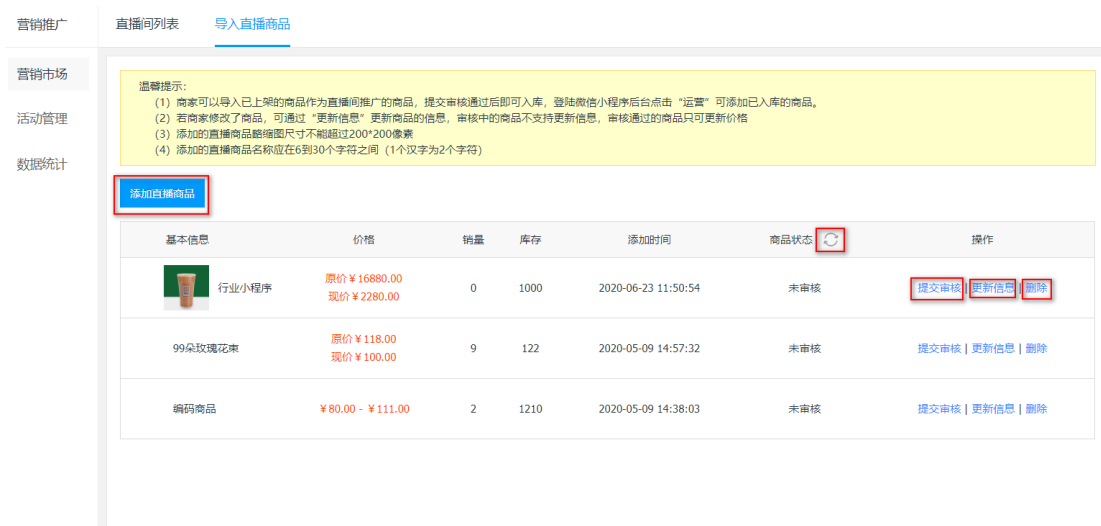 营销推广
直播间列表
导入直播商品
营销市场
活动管理
数据统计
温馨提示:
(1) 商家可以导入已上架的商品作为直播间推广的商品，提交审核通过后即可入库，登陆微信小程序后台点击“运营”可添加已入库的商品。
(2) 若商家修改了商品，可通过“更新信息”更新商品的信息，审核中的商品不支持更新信息，审核通过的商品只可更新价格
(3) 添加的直播商品略缩图尺寸不能超过200*200像素
(4) 添加的直播商品名称应在6到30个字符之间（1个汉字为2个字符）
添加直播商品
基本信息 价格 销量 库存 添加时间 商品状态 操作
行业小程序 原价￥16880.00 现价￥2280.00 0 1000 2020-06-23 11:50:54 未审核 提交审核 | 更新信息 | 删除
99朵玫瑰花束 原价￥118.00 现价￥100.00 9 122 2020-05-09 14:57:32 未审核 提交审核 | 更新信息 | 删除
编码商品 ￥80.00 - ￥111.00 2 1210 2020-05-09 14:38:03 未审核 提交审核 | 更新信息 | 删除